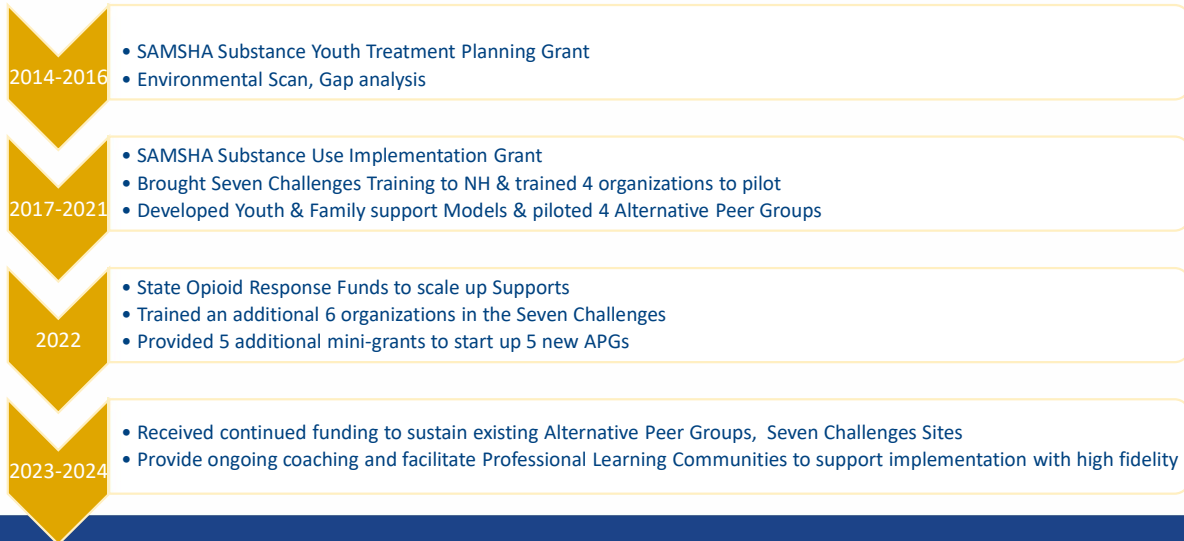 2014-2016
• SAMSHA Substance Youth Treatment Planning Grant
• Environmental Scan, Gap analysis
2017-2021
• SAMSHA Substance Use Implementation Grant
• Brought Seven Challenges Training to NH & trained 4 organizations to pilot
• Developed Youth & Family support Models & piloted 4 Alternative Peer Groups
2022
• State Opioid Response Funds to scale up Supports
• Trained an additional 6 organizations in the Seven Challenges
• Provided 5 additional mini-grants to start up 5 new APGs
2023-2024
• Received continued funding to sustain existing Alternative Peer Groups, Seven Challenges Sites
• Provide ongoing coaching and facilitate Professional Learning Communities to support implementation with high fidelity